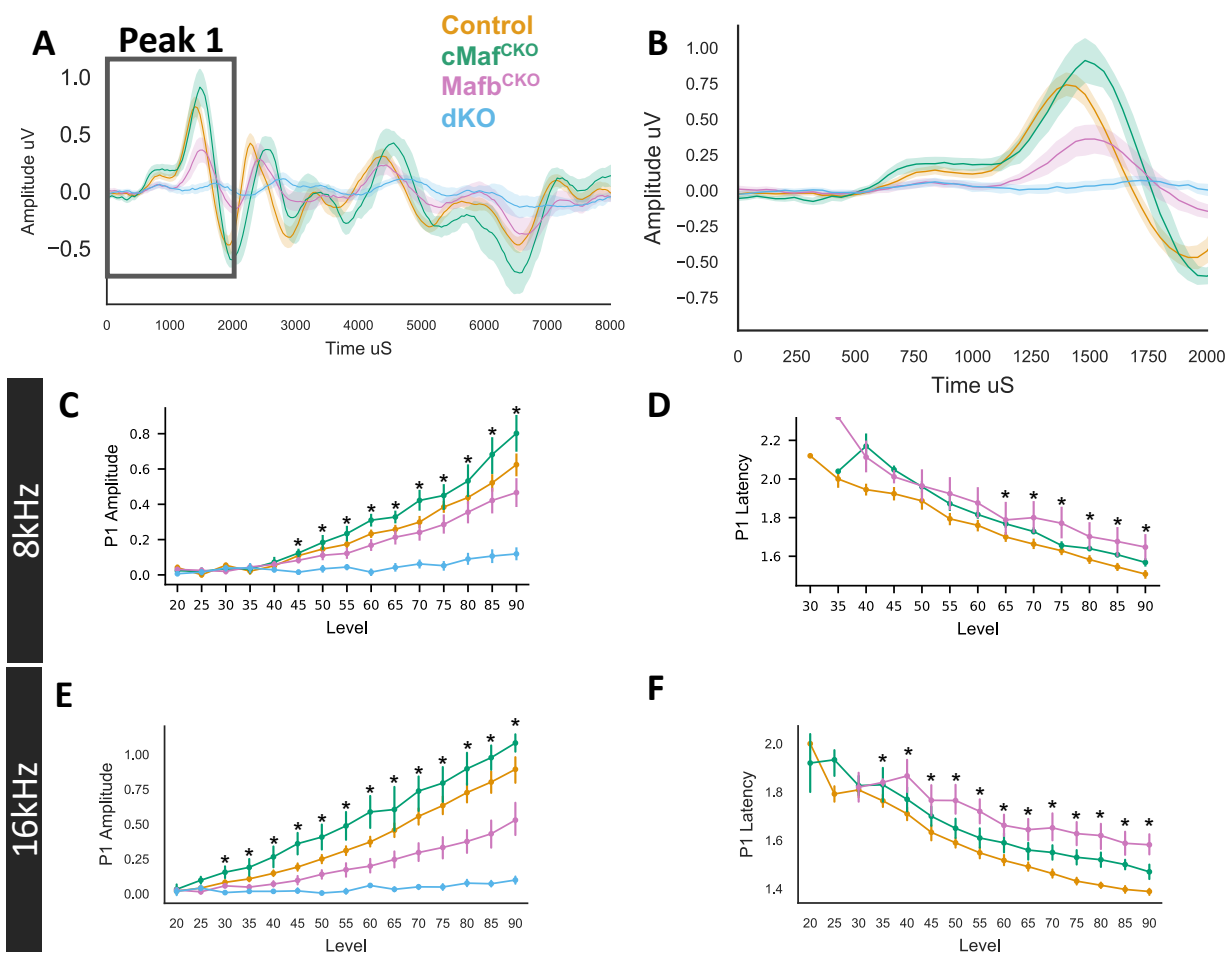 A
Peak 1
Control
cMaf^CKO
Mafb^CKO
dKO
1.0
0.5
0.0
−0.5
Amplitude uV
0 1000 2000 3000 4000 5000 6000 7000 8000
Time uS
B
1.00
0.75
0.50
0.25
0.00
−0.25
−0.50
−0.75
Amplitude uV
0 250 500 750 1000 1250 1500 1750 2000
Time uS
8kHz
C
0.8
0.6
0.4
0.2
0.0
P1 Amplitude
* * * * * * * * * *
20 25 30 35 40 45 50 55 60 65 70 75 80 85 90
Level
D
2.2
2.0
1.8
1.6
P1 Latency
* * * * * *
30 35 40 45 50 55 60 65 70 75 80 85 90
Level
16kHz
E
1.00
0.75
0.50
0.25
0.00
P1 Amplitude
* * * * * * * * * * * * *
20 25 30 35 40 45 50 55 60 65 70 75 80 85 90
Level
F
2.0
1.8
1.6
1.4
P1 Latency
* * * * * * * * * * * *
20 25 30 35 40 45 50 55 60 65 70 75 80 85 90
Level